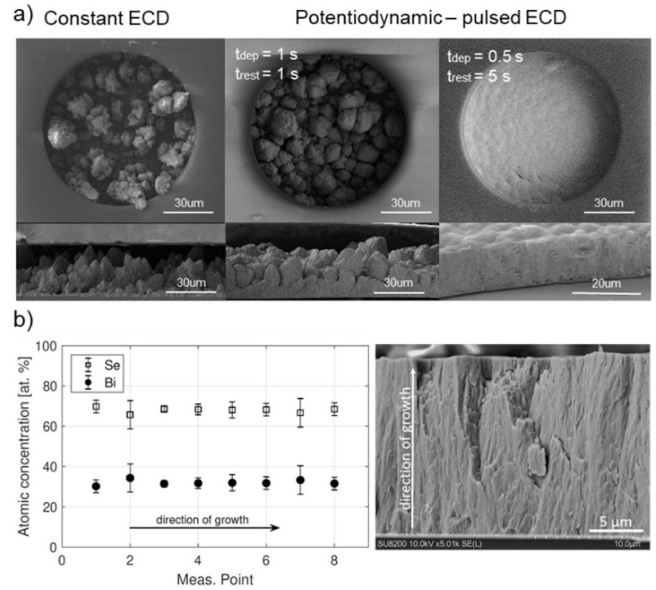 a)
Constant ECD
Potentiodynamic – pulsed ECD
tdep = 1 s
trest = 1 s
tdep = 0.5 s
trest = 5 s
30um
30um
30um
30um
30um
20um
b)
Atomic concentration [at. %]
100
80
60
40
20
0
Se
Bi
direction of growth
0
2
4
6
8
Meas. Point
direction of growth
5 µm
SU8200 10.0kV x5.01k SE(L)
10.0µm